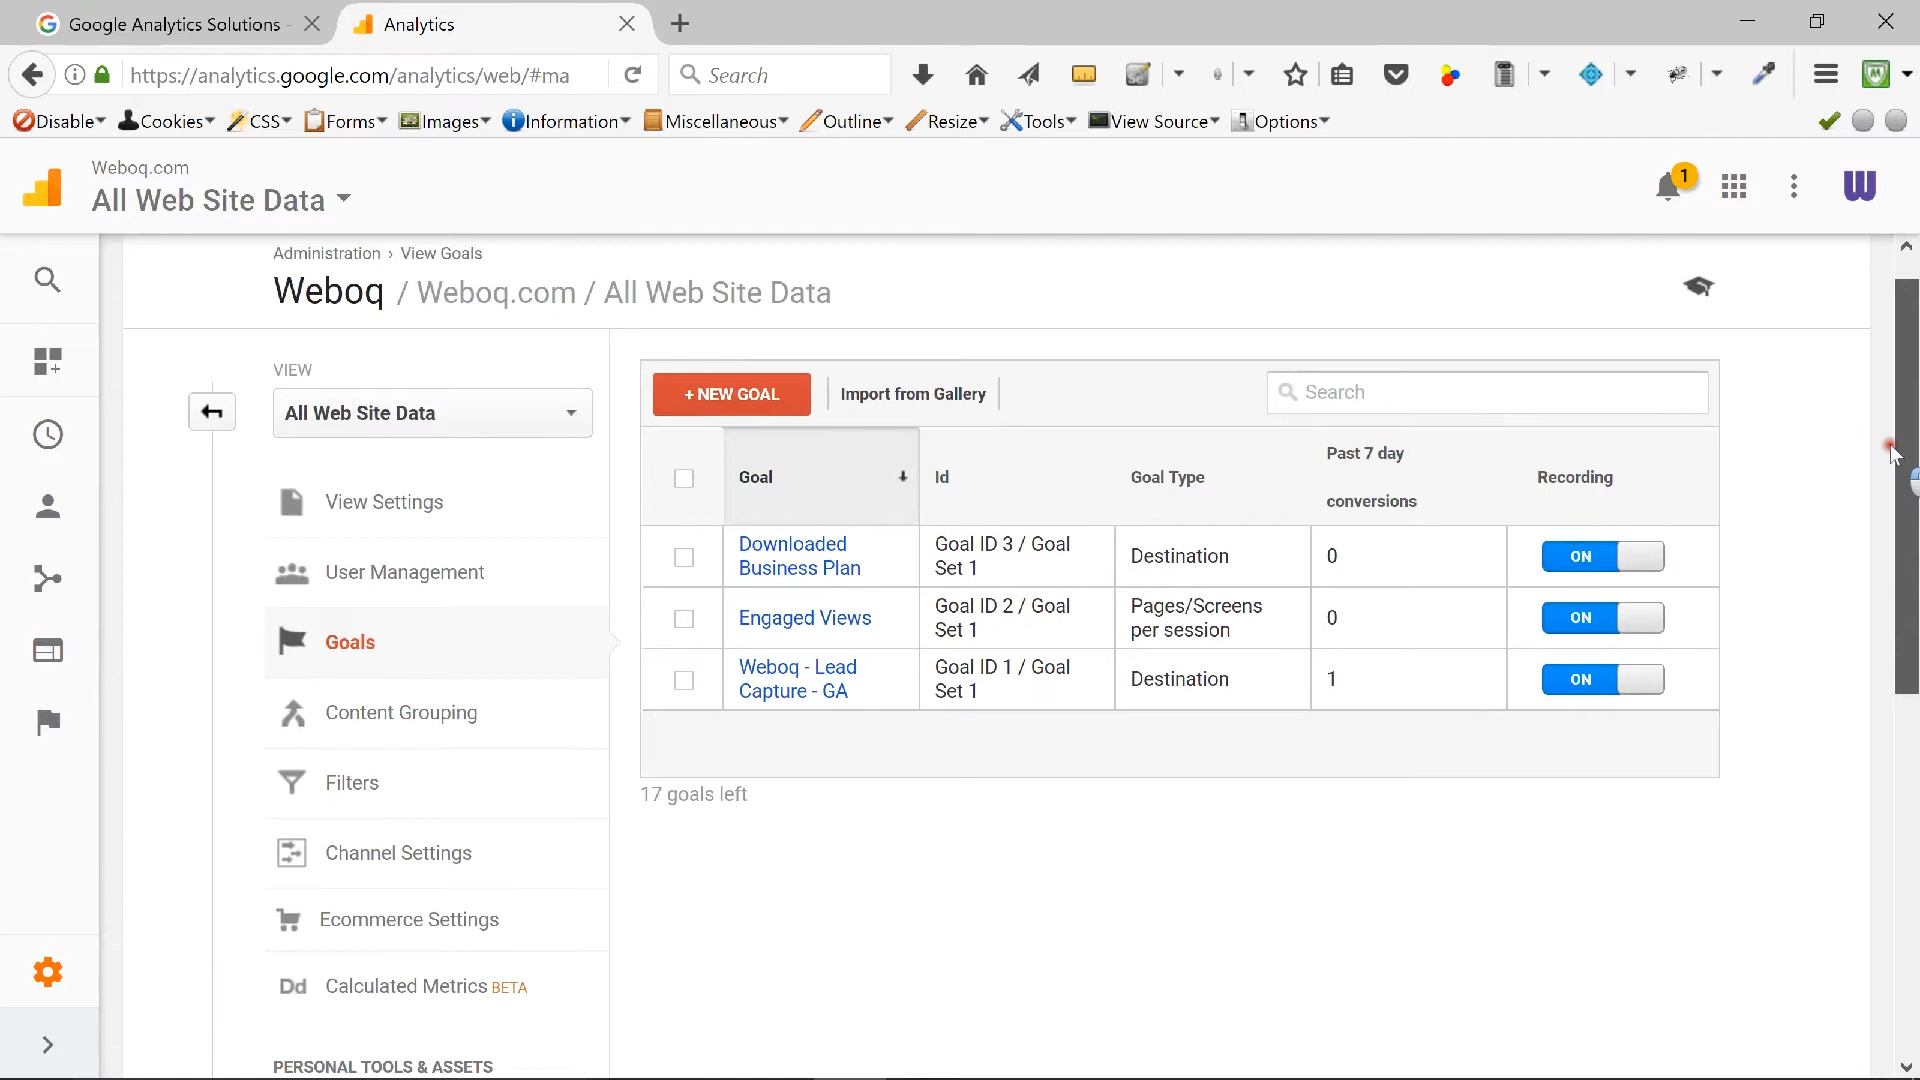 Google Analytics Solutions -
Analytics
https://analytics.google.com/analytics/web/#ma
Search
Disable Cookies CSS Forms Images Information Miscellaneous Outline Resize Tools View Source Options
Weboq.com
All Web Site Data
1
Administration › View Goals
Weboq / Weboq.com / All Web Site Data
VIEW
All Web Site Data
View Settings
User Management
Goals
Content Grouping
Filters
Channel Settings
Ecommerce Settings
Dd Calculated Metrics BETA
PERSONAL TOOLS & ASSETS
+ NEW GOAL
Import from Gallery
Search
Goal
Id
Goal Type
Past 7 day
conversions
Recording
Downloaded
Business Plan
Goal ID 3 / Goal
Set 1
Destination
0
ON
Engaged Views
Goal ID 2 / Goal
Set 1
Pages/Screens
per session
0
ON
Weboq - Lead
Capture - GA
Goal ID 1 / Goal
Set 1
Destination
1
ON
17 goals left